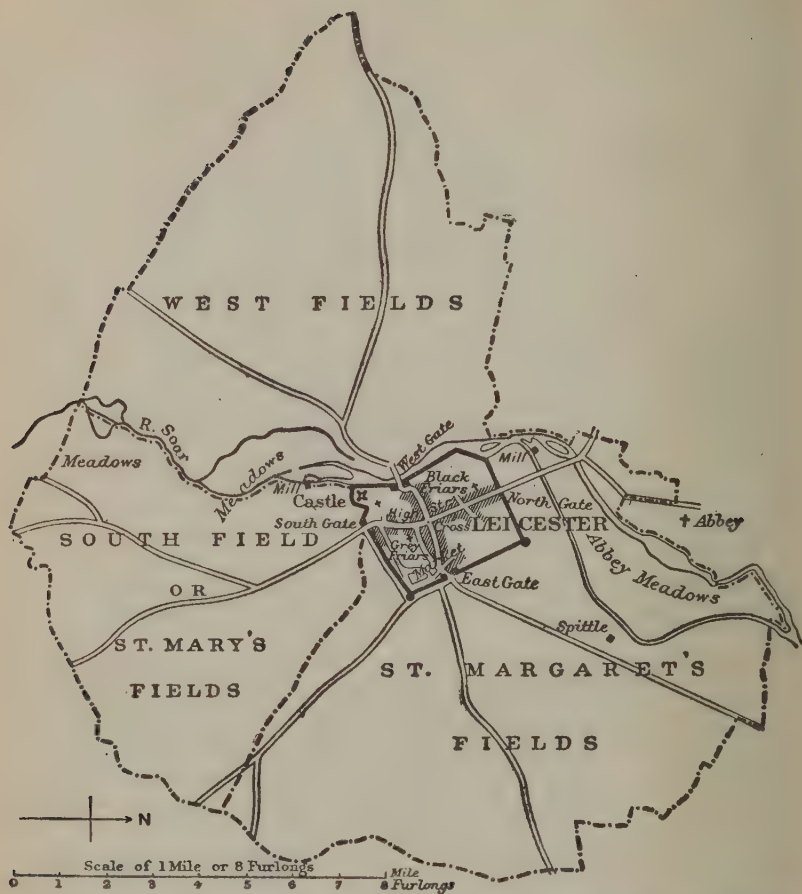 WEST FIELDS
R. Soar
Meadows
Meadows
West Gate
Mill
Mill
Castle
Black
Friars
North Gate
High
St.
Cross
LEICESTER
Abbey
South Gate
SOUTH FIELD
Grey
Friars
Market
East Gate
Abbey Meadows
OR
Spittle
ST. MARY'S
FIELDS
ST. MARGARET'S
FIELDS
N
Scale of 1 Mile or 8 Furlongs
Mile
0 1 2 3 4 5 6 7 8 Furlongs